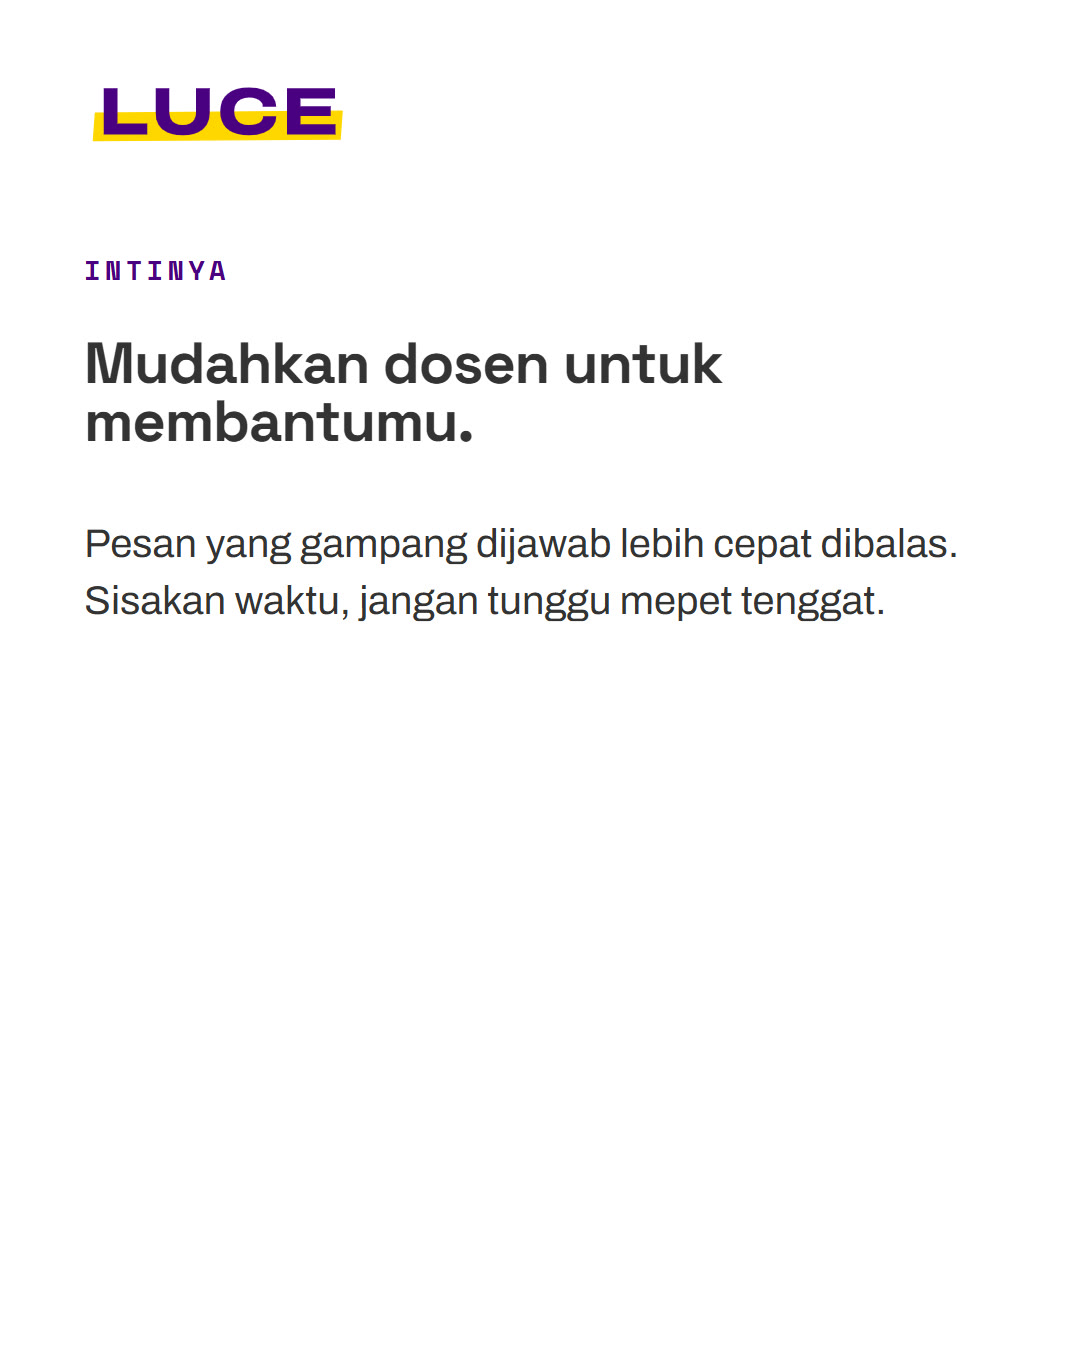 LUCE
INTINYA
Mudahkan dosen untuk
membantumu.
Pesan yang gampang dijawab lebih cepat dibalas.
Sisakan waktu, jangan tunggu mepet tenggat.